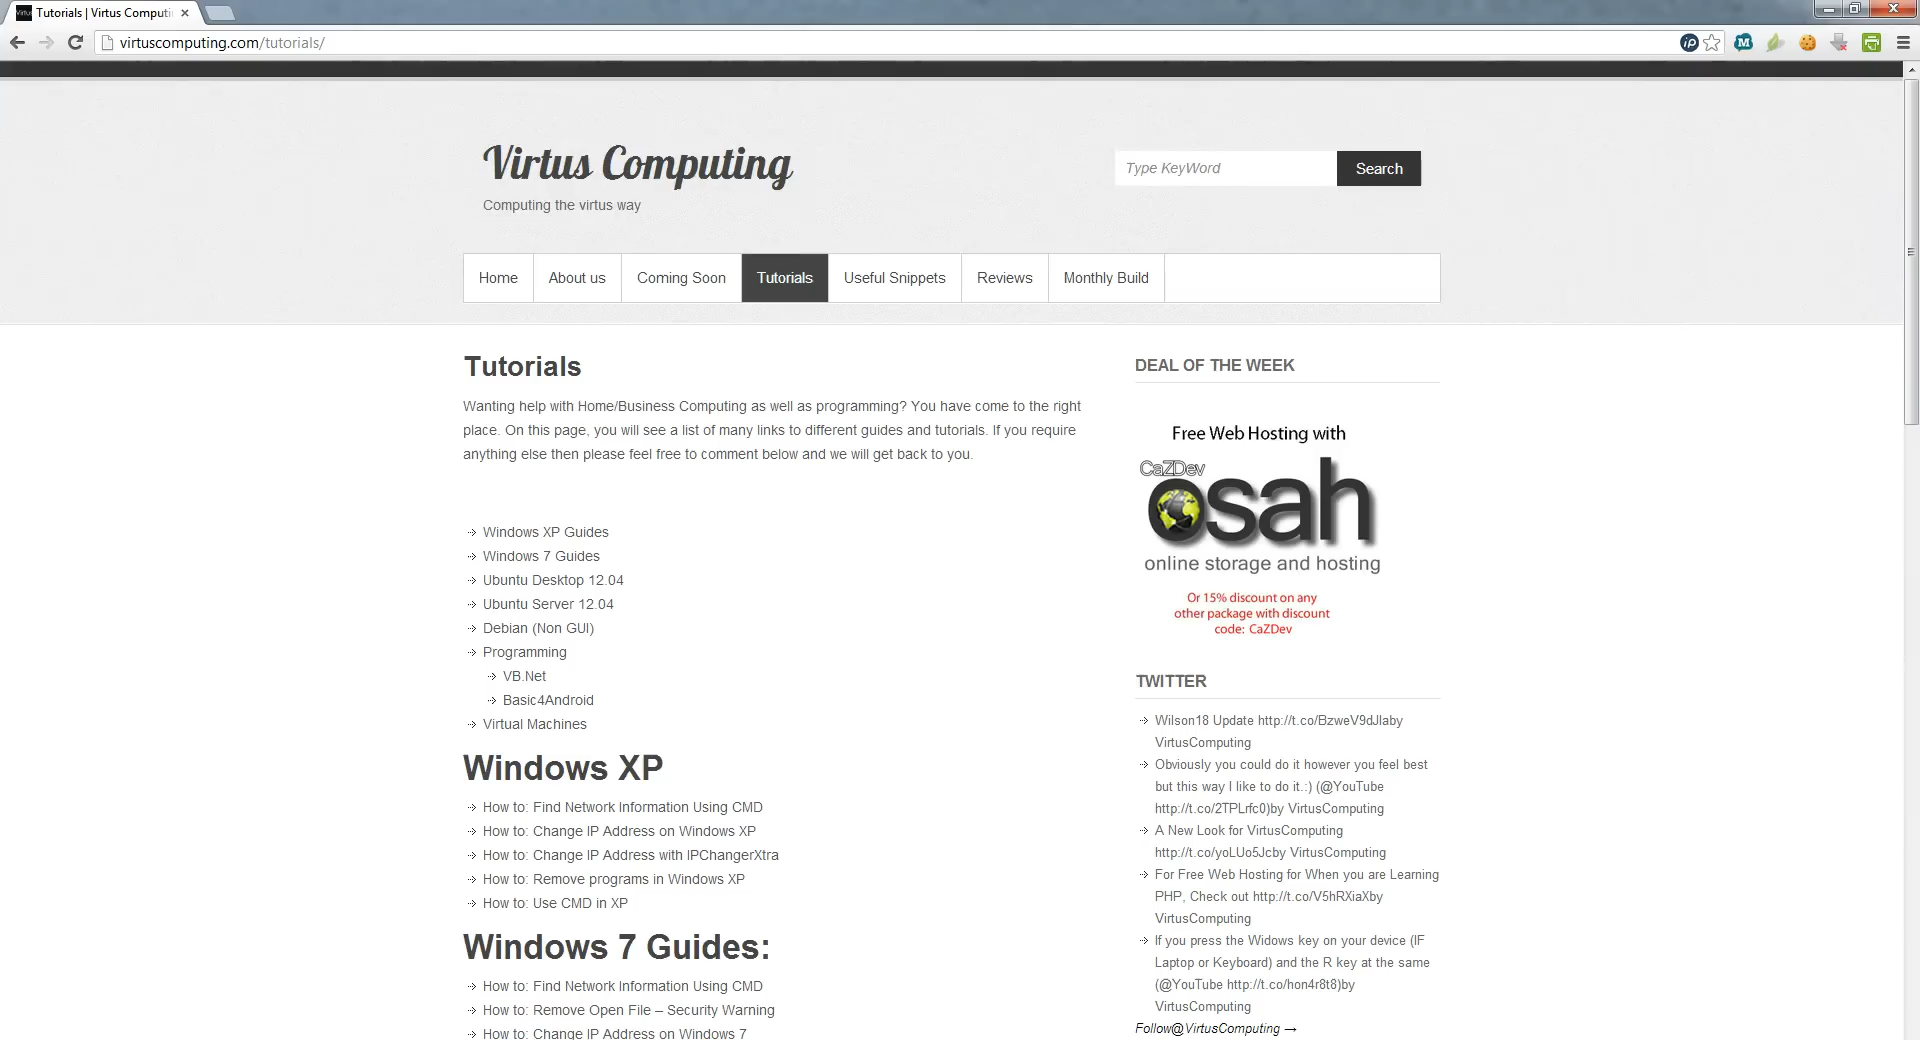 Virtus
Tutorials | Virtus Computi
virtuscomputing.com/tutorials/
Virtus Computing
Computing the virtus way
Type KeyWord
Search
Home
About us
Coming Soon
Tutorials
Useful Snippets
Reviews
Monthly Build
Tutorials
Wanting help with Home/Business Computing as well as programming? You have come to the right
place. On this page, you will see a list of many links to different guides and tutorials. If you require
anything else then please feel free to comment below and we will get back to you.
Windows XP Guides
Windows 7 Guides
Ubuntu Desktop 12.04
Ubuntu Server 12.04
Debian (Non GUI)
Programming
VB.Net
Basic4Android
Virtual Machines
Windows XP
How to: Find Network Information Using CMD
How to: Change IP Address on Windows XP
How to: Change IP Address with IPChangerXtra
How to: Remove programs in Windows XP
How to: Use CMD in XP
Windows 7 Guides:
How to: Find Network Information Using CMD
How to: Remove Open File – Security Warning
How to: Change IP Address on Windows 7
DEAL OF THE WEEK
Free Web Hosting with
CaZDev
osah
online storage and hosting
Or 15% discount on any
other package with discount
code: CaZDev
TWITTER
Wilson18 Update http://t.co/BzweV9dJlaby
VirtusComputing
Obviously you could do it however you feel best
but this way I like to do it.:) (@YouTube
http://t.co/2TPLrfc0)by VirtusComputing
A New Look for VirtusComputing
http://t.co/yoLUo5Jcby VirtusComputing
For Free Web Hosting for When you are Learning
PHP, Check out http://t.co/V5hRXiaXby
VirtusComputing
If you press the Widows key on your device (IF
Laptop or Keyboard) and the R key at the same
(@YouTube http://t.co/hon4r8t8)by
VirtusComputing
Follow@VirtusComputing →